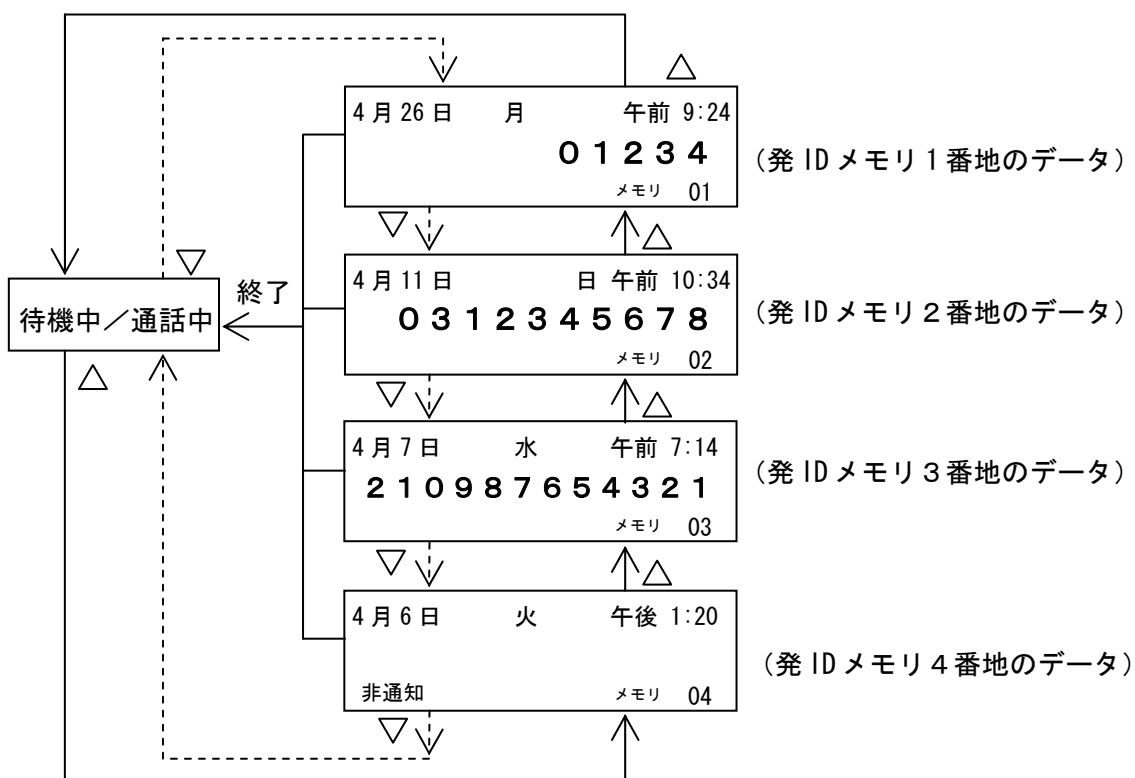 4月26日 月 午前 9:24
01234
メモリ 01
(発IDメモリ1番地のデータ)
4月11日 日 午前 10:34
0312345678
メモリ 02
(発IDメモリ2番地のデータ)
待機中/通話中
終了
4月7日 水 午前 7:14
210987654321
メモリ 03
(発IDメモリ3番地のデータ)
4月6日 火 午後 1:20
非通知 メモリ 04
(発IDメモリ4番地のデータ)